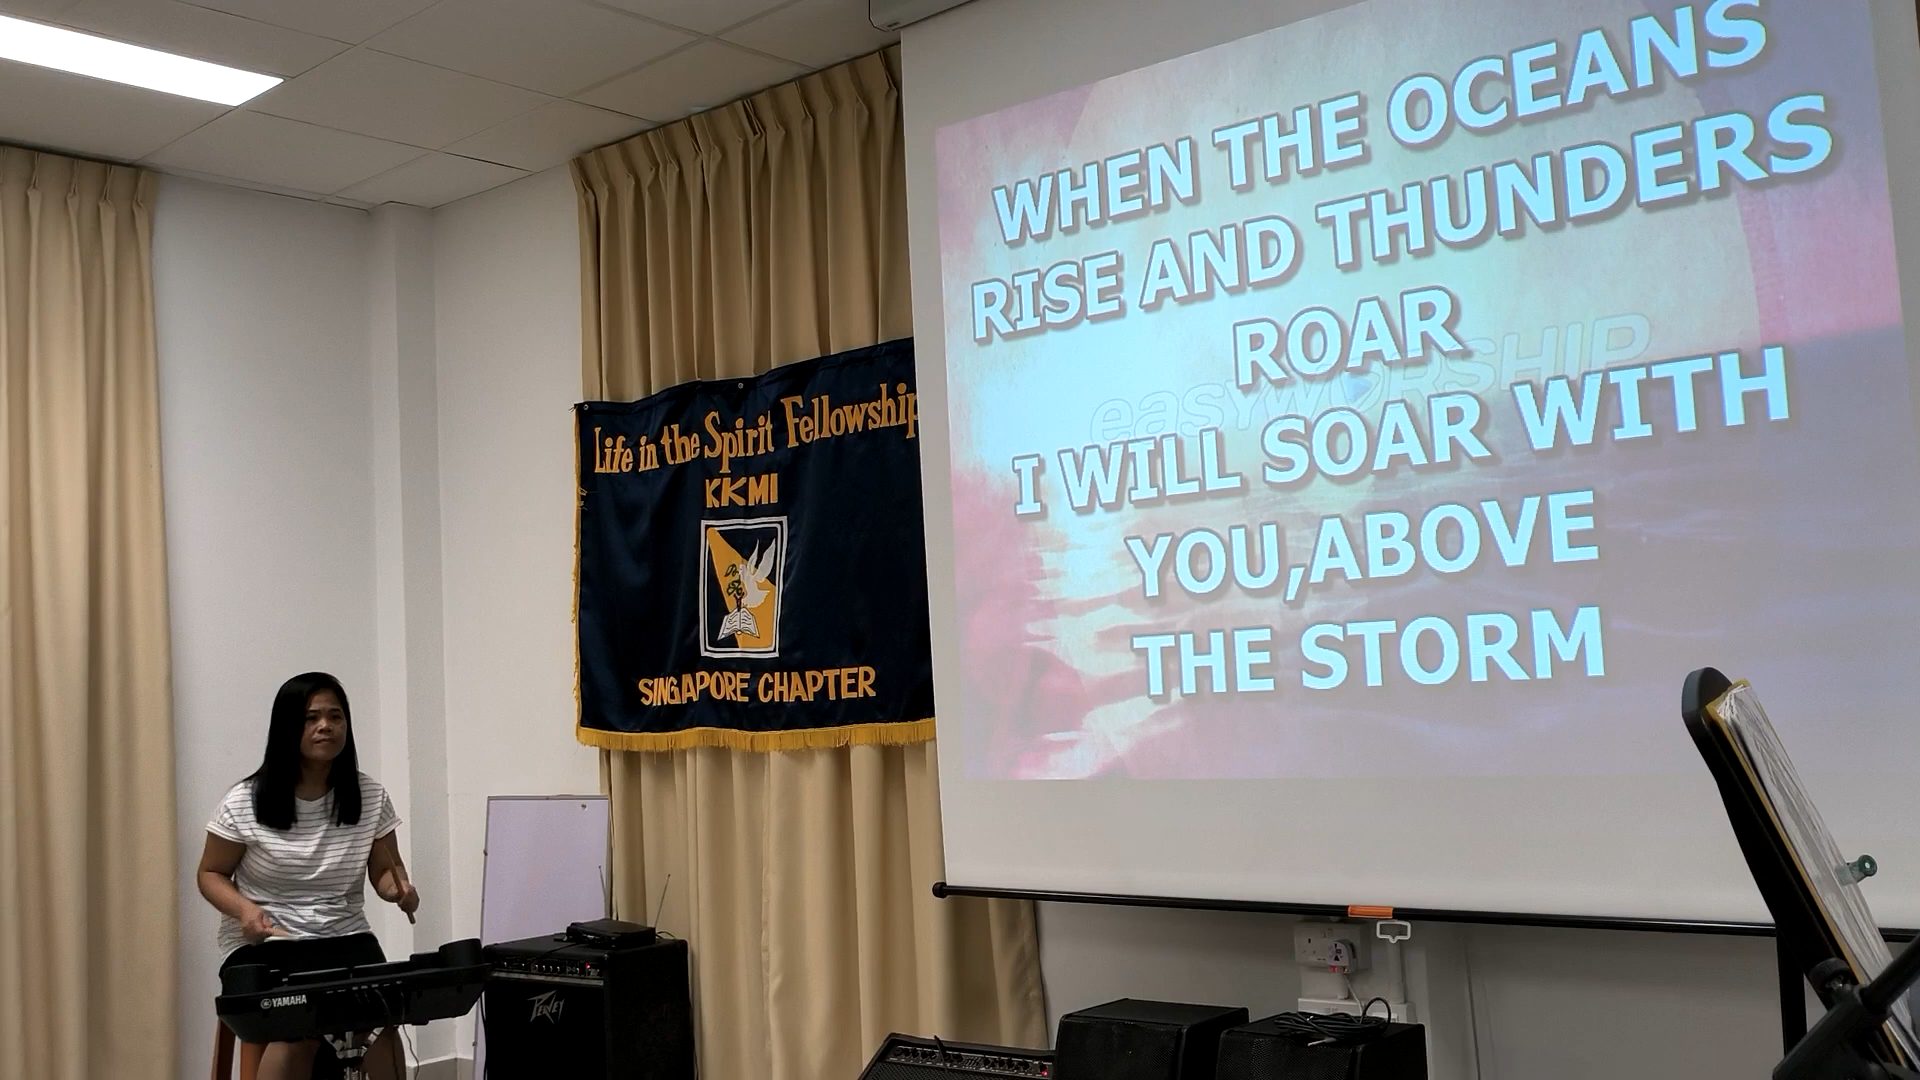 WHEN THE OCEANS
RISE AND THUNDERS
ROAR
easyWORSHIP
I WILL SOAR WITH
YOU,ABOVE
THE STORM
Life in the Spirit Fellowship
KKMI
SINGAPORE CHAPTER
YAMAHA
PEAVEY